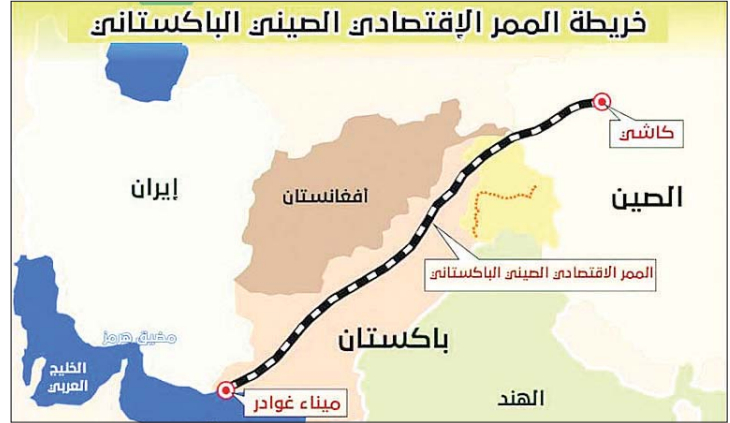 خريطة الممر الإقتصادي الصيني الباكستاني
كاشي
الصين
إيران
أفغانستان
الممر الاقتصادي الصيني الباكستاني
باكستان
مضيق هرمز
الخليج
العربي
ميناء غوادر
الهند